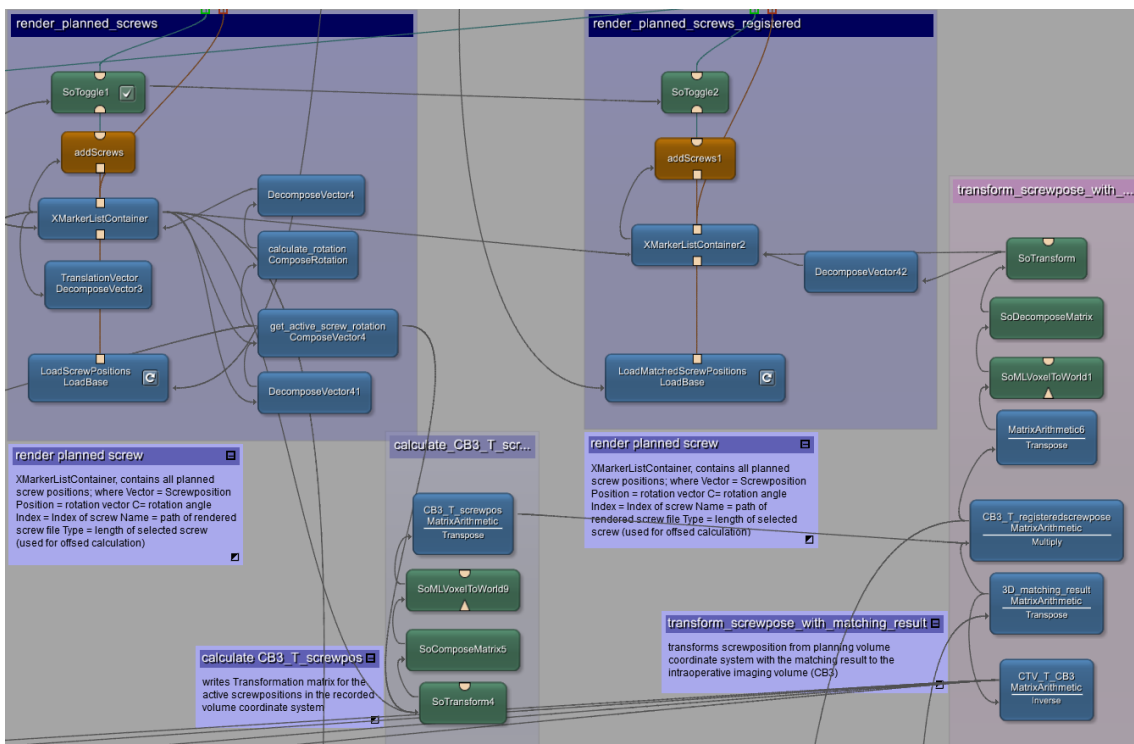 render_planned_screws
SoToggle1
addScrews
XMarkerListContainer
TranslationVector
DecomposeVector3
LoadScrewPositions
LoadBase
DecomposeVector4
calculate_rotation
ComposeRotation
get_active_screw_rotation
ComposeVector4
DecomposeVector41
render planned screw
XMarkerListContainer, contains all planned
screw positions; where Vector = Screwposition
Position = rotation vector C= rotation angle
Index = Index of screw Name = path of rendered
screw file Type = length of selected screw
(used for offsed calculation)
calculate_CB3_T_scr...
CB3_T_screwpos
MatrixArithmetic
Transpose
SoMLVoxelToWorld9
SoComposeMatrix5
SoTransform4
calculate CB3_T_screwpos
writes Transformation matrix for the
active screwpositions in the recorded
volume coordinate system
render_planned_screws_registered
SoToggle2
addScrews1
XMarkerListContainer2
DecomposeVector42
LoadMatchedScrewPositions
LoadBase
render planned screw
XMarkerListContainer, contains all planned
screw positions; where Vector = Screwposition
Position = rotation vector C= rotation angle
Index = Index of screw Name = path of
rendered screw file Type = length of selected
screw (used for offsed calculation)
transform_screwpose_with_...
SoTransform
SoDecomposeMatrix
SoMLVoxelToWorld1
MatrixArithmetic6
Transpose
CB3_T_registeredscrewpose
MatrixArithmetic
Multiply
3D_matching_result
MatrixArithmetic
Transpose
CTV_T_CB3
MatrixArithmetic
Inverse
transform_screwpose_with_matching_result
transforms screwposition from planning volume
coordinate system with the matching result to the
intraoperative imaging volume (CB3)